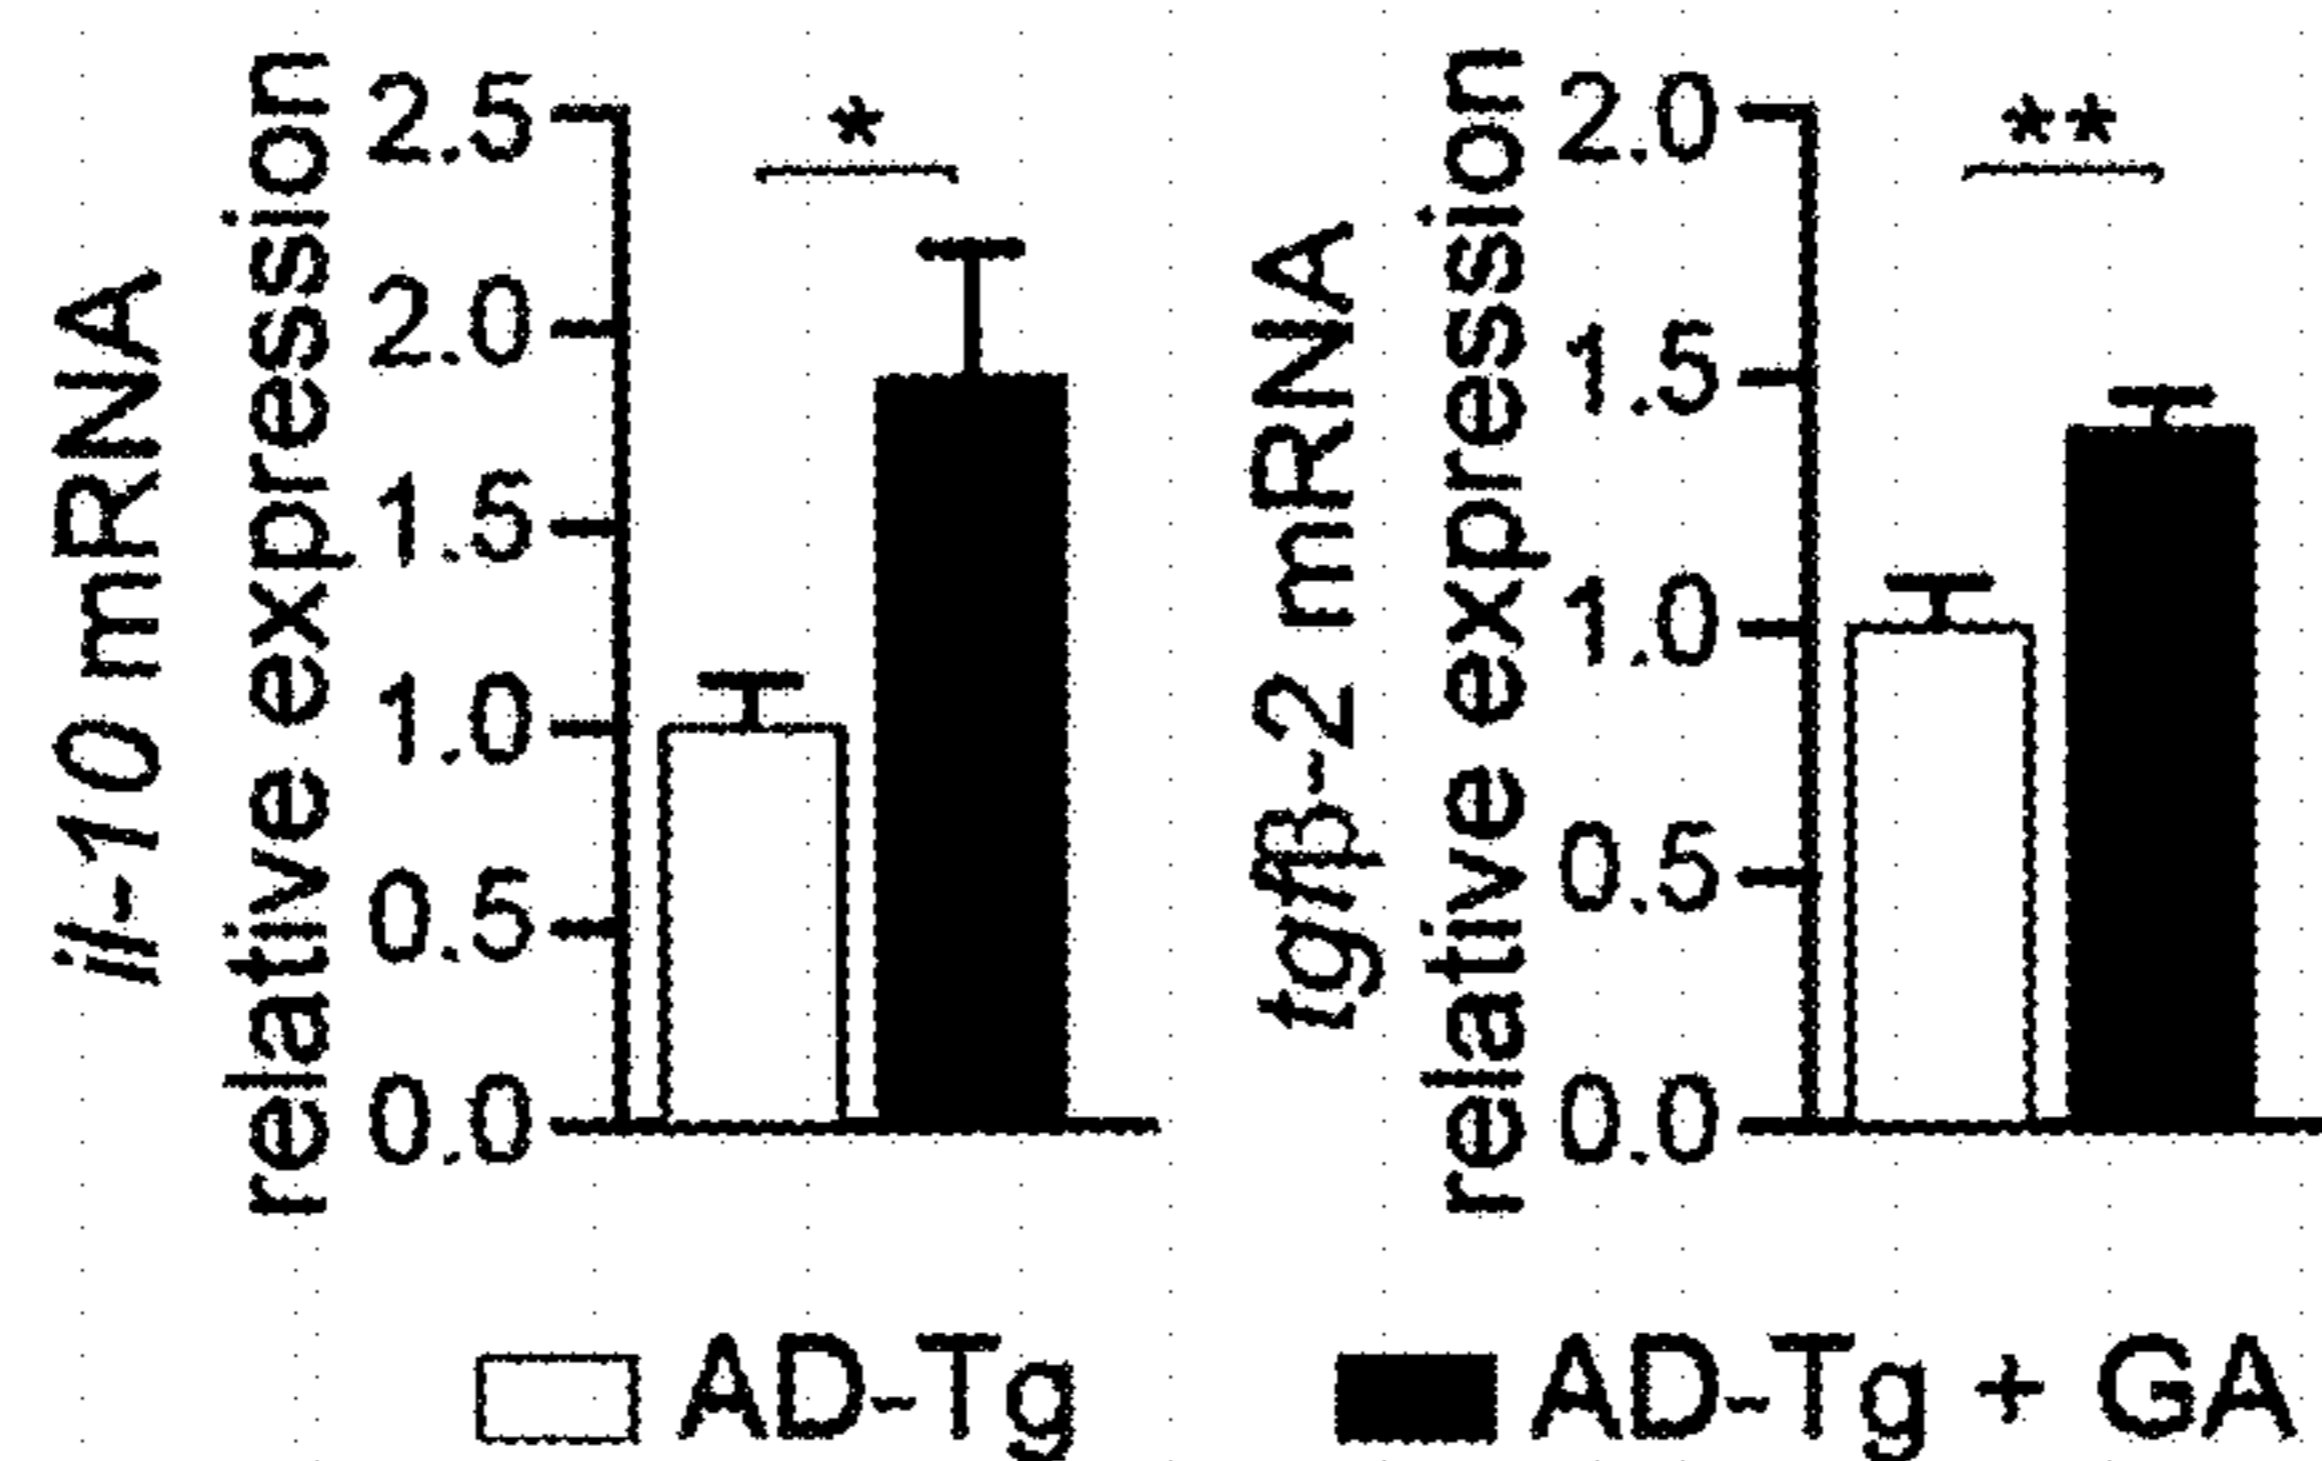 il-10 mRNA
relative expression
2.5
2.0
1.5
1.0
0.5
0.0
*
tgfβ-2 mRNA
relative expression
2.0
1.5
1.0
0.5
0.0
**
AD-Tg
AD-Tg + GA